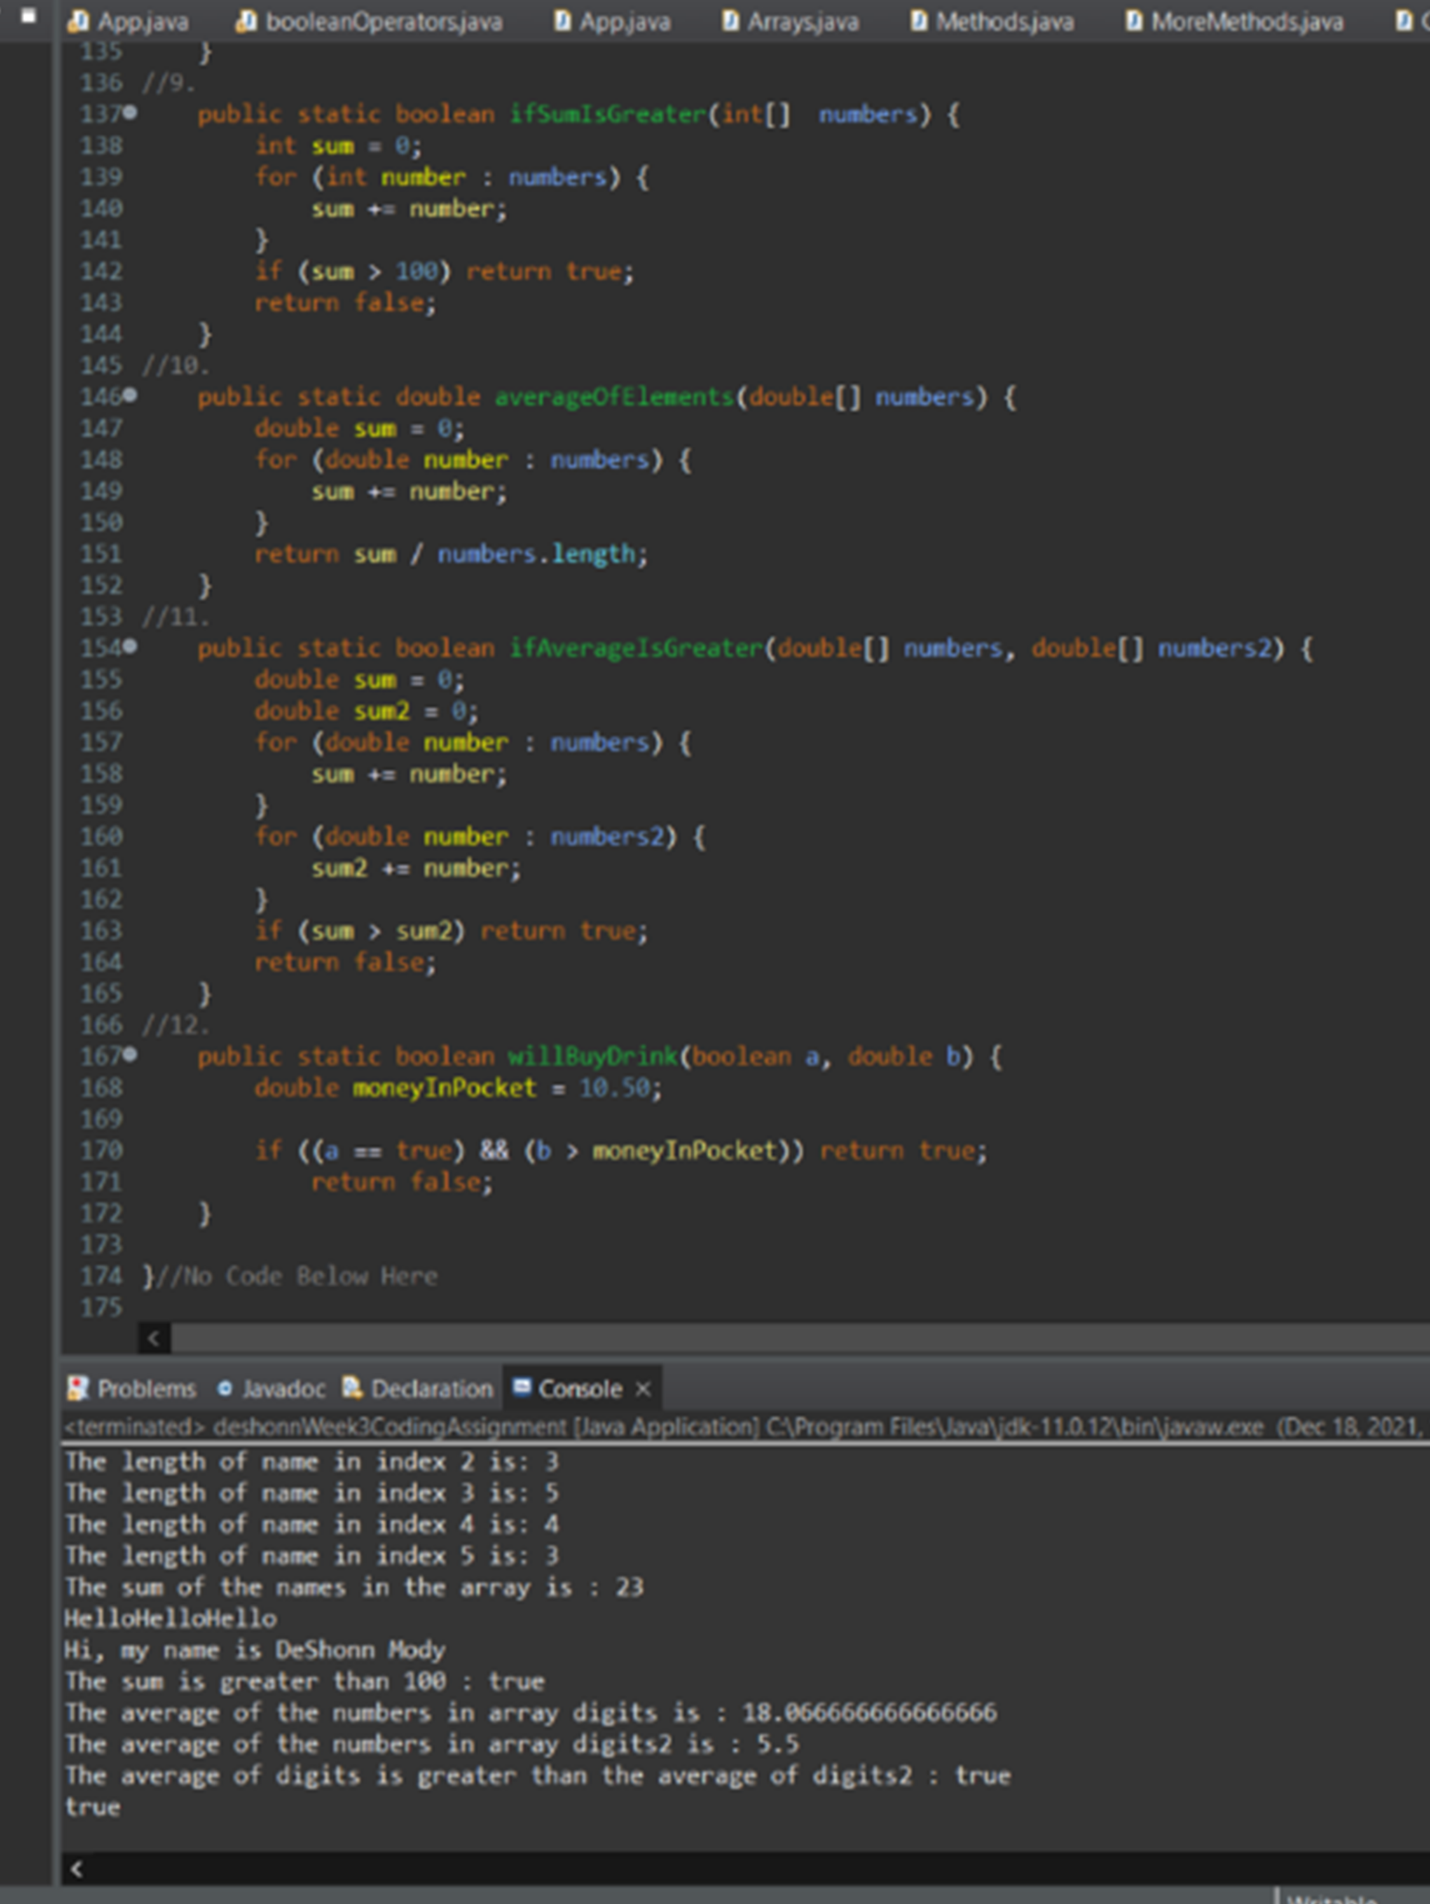 App.java booleanOperators.java App.java Arrays.java Methods.java MoreMethods.java
135 }
136 //9.
137 public static boolean ifSumIsGreater(int[]  numbers) {
138 int sum = 0;
139 for (int number : numbers) {
140 sum += number;
141 }
142 if (sum > 100) return true;
143 return false;
144 }
145 //10.
146 public static double averageOfElements(double[] numbers) {
147 double sum = 0;
148 for (double number : numbers) {
149 sum += number;
150 }
151 return sum / numbers.length;
152 }
153 //11.
154 public static boolean ifAverageIsGreater(double[] numbers, double[] numbers2) {
155 double sum = 0;
156 double sum2 = 0;
157 for (double number : numbers) {
158 sum += number;
159 }
160 for (double number : numbers2) {
161 sum2 += number;
162 }
163 if (sum > sum2) return true;
164 return false;
165 }
166 //12.
167 public static boolean willBuyDrink(boolean a, double b) {
168 double moneyInPocket = 10.50;
169
170 if ((a == true) && (b > moneyInPocket)) return true;
171 return false;
172 }
173
174 }//No Code Below Here
175
Problems Javadoc Declaration Console
<terminated> deshonnWeek3CodingAssignment [Java Application] C:\Program Files\Java\jdk-11.0.12\bin\javaw.exe (Dec 18, 2021,
The length of name in index 2 is: 3
The length of name in index 3 is: 5
The length of name in index 4 is: 4
The length of name in index 5 is: 3
The sum of the names in the array is : 23
HelloHelloHello
Hi, my name is DeShonn Mody
The sum is greater than 100 : true
The average of the numbers in array digits is : 18.066666666666666
The average of the numbers in array digits2 is : 5.5
The average of digits is greater than the average of digits2 : true
true